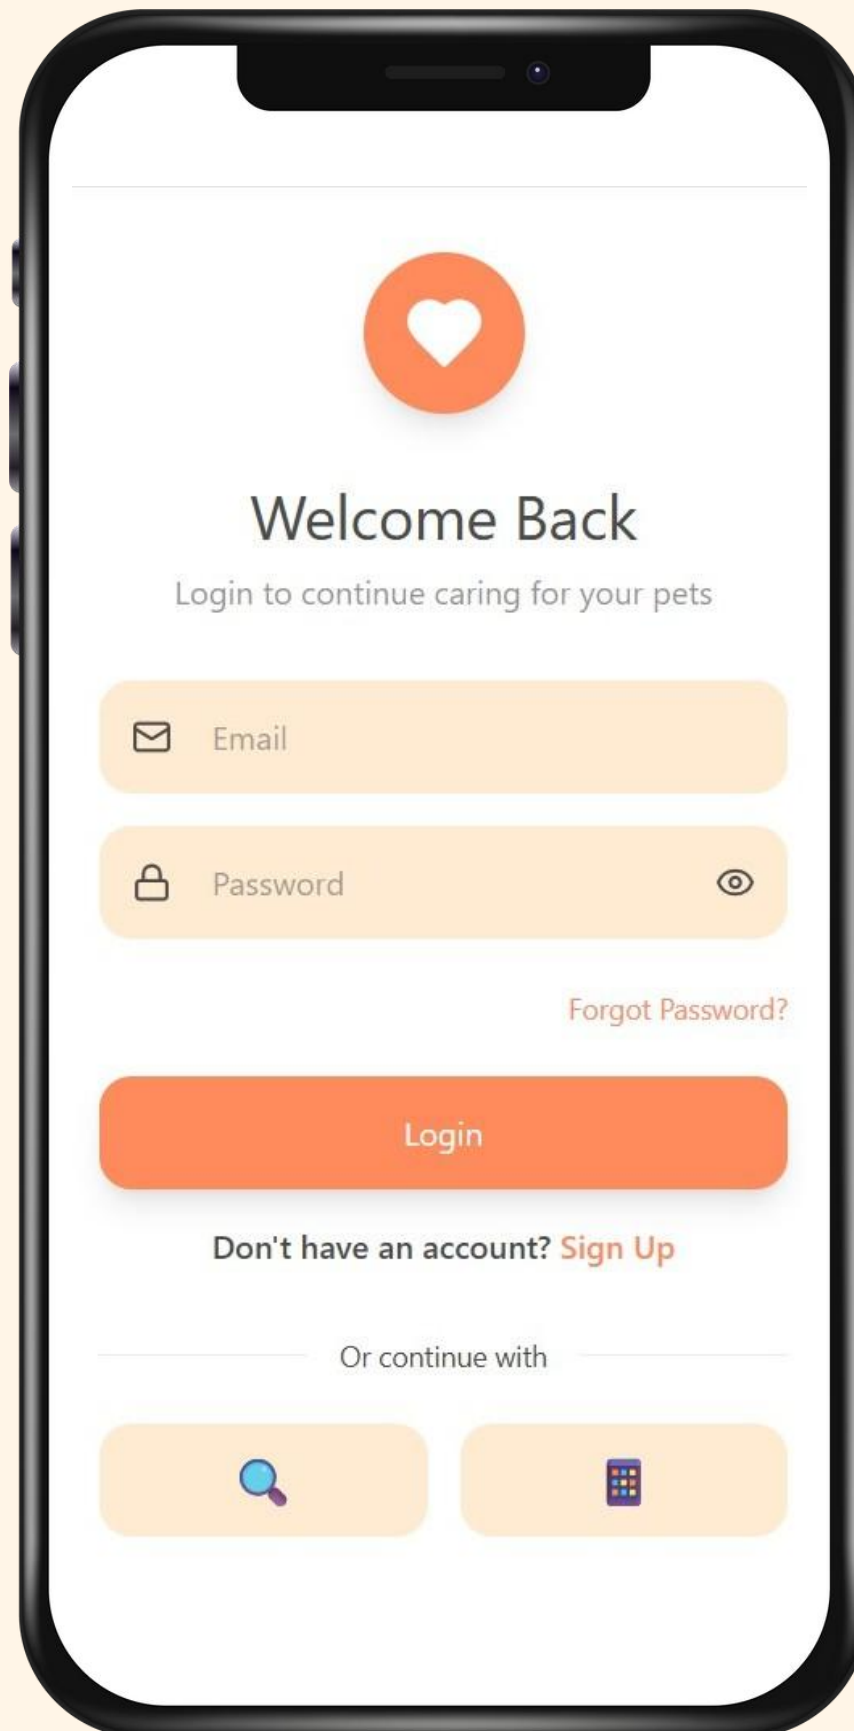 Welcome Back
Login to continue caring for your pets
Email
Password
Forgot Password?
Login
Don't have an account? Sign Up
Or continue with